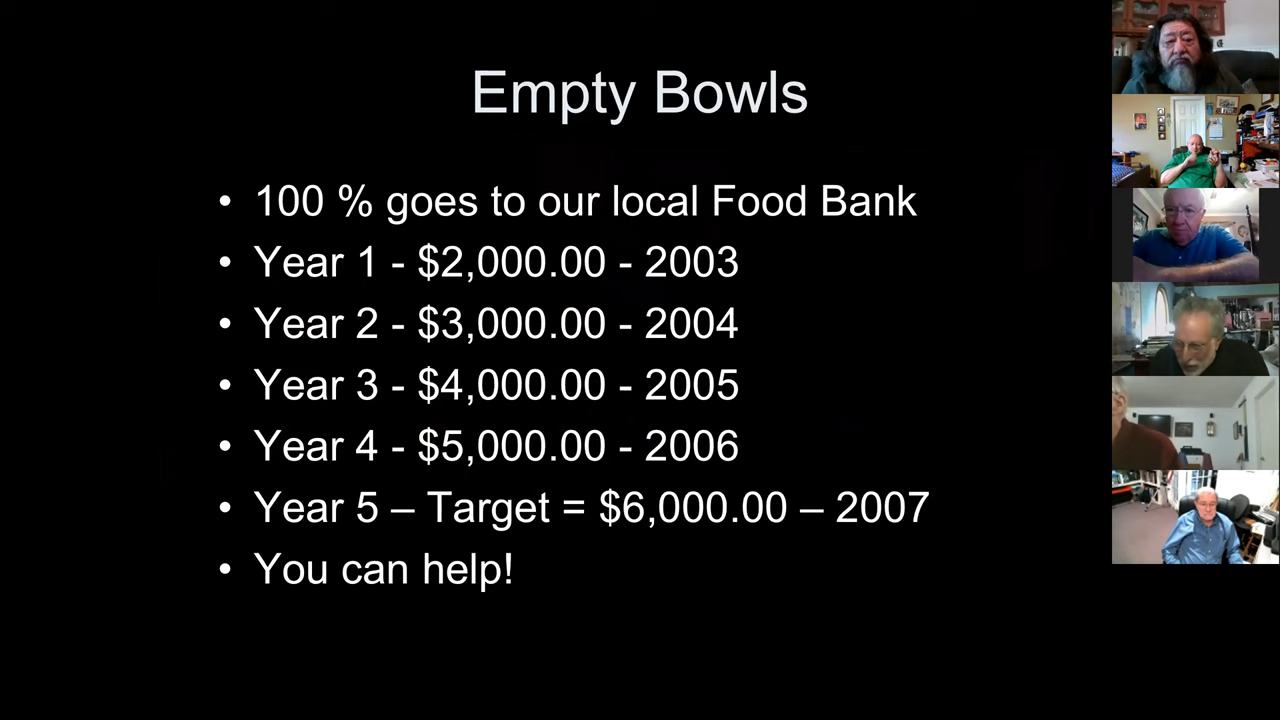 Empty Bowls
• 100 % goes to our local Food Bank
• Year 1 - $2,000.00 - 2003
• Year 2 - $3,000.00 - 2004
• Year 3 - $4,000.00 - 2005
• Year 4 - $5,000.00 - 2006
• Year 5 – Target = $6,000.00 – 2007
• You can help!